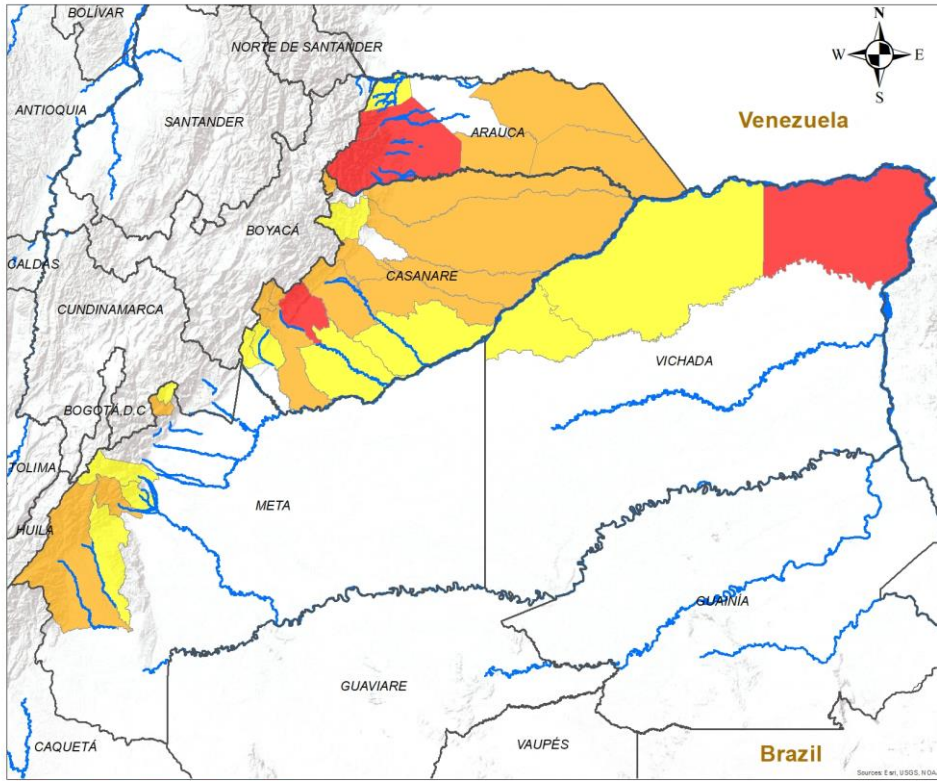 BOLÍVAR
N
NORTE DE SANTANDER
W
E
S
ANTIOQUIA
SANTANDER
ARAUCA
Venezuela
BOYACÁ
CALDAS
CASANARE
CUNDINAMARCA
VICHADA
BOGOTÁ, D.C
TOLIMA
META
HUILA
GUAINÍA
GUAVIARE
VAUPÉS
CAQUETÁ
Brazil
Sources: Esri, USGS, NOAA